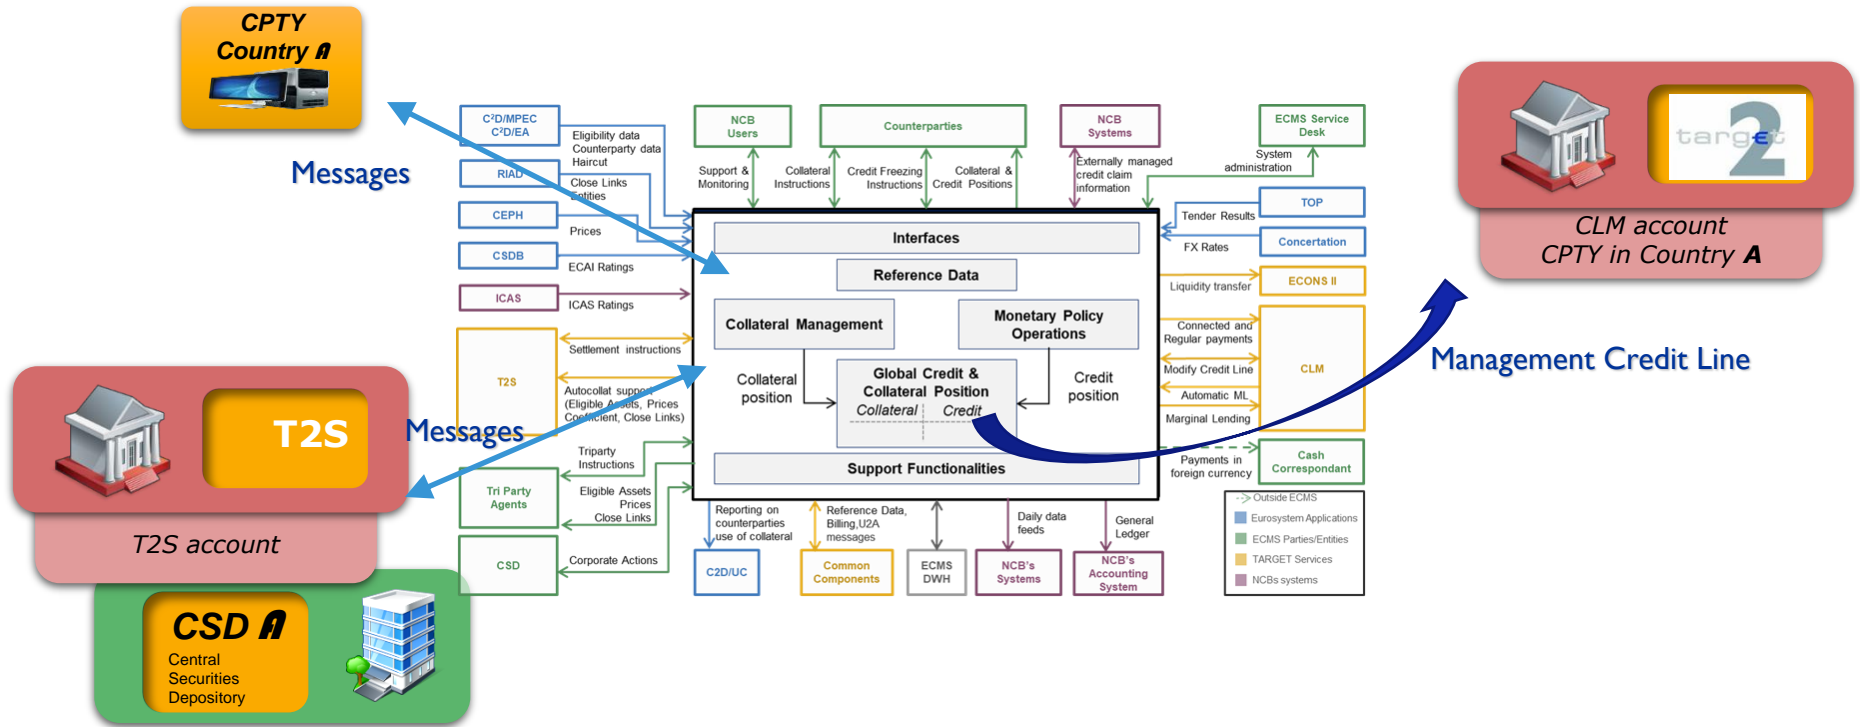 CPTY
Country A
Messages
C²D/MPEC
C²D/EA
Eligibility data
Counterparty data
Haircut
RIAD
Close Links
Entities
CEPH
Prices
CSDB
ECAI Ratings
ICAS
ICAS Ratings
T2S
Settlement instructions
Autocollat support
(Eligible Assets, Prices
Coefficient, Close Links)
Messages
Tri Party
Agents
Triparty
Instructions
Eligible Assets
Prices
Close Links
CSD
Corporate Actions
NCB
Users
Support &
Monitoring
Counterparties
Collateral
Instructions
Credit Freezing
Instructions
Collateral &
Credit Positions
NCB
Systems
Externally managed
credit claim
information
ECMS Service
Desk
System
administration
Interfaces
Reference Data
Collateral Management
Monetary Policy
Operations
Collateral
position
Global Credit &
Collateral Position
Collateral
Credit
Credit
position
Support Functionalities
TOP
Tender Results
Concertation
FX Rates
ECONS II
Liquidity transfer
CLM
Connected and
Regular payments
Modify Credit Line
Automatic ML
Marginal Lending
Cash
Correspondant
Payments in
foreign currency
Outside ECMS
Eurosystem Applications
ECMS Parties/Entities
TARGET Services
NCBs systems
Reporting on
counterparties
use of collateral
C2D/UC
Reference Data,
Billing,U2A
messages
Common
Components
ECMS
DWH
Daily data
feeds
NCB's
Systems
General
Ledger
NCB's
Accounting
System
target
2
CLM account
CPTY in Country A
Management Credit Line
T2S
T2S account
CSD A
Central
Securities
Depository